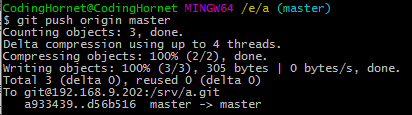 CodingHornet@CodingHornet MINGW64 /e/a (master)
$ git push origin master
Counting objects: 3, done.
Delta compression using up to 4 threads.
Compressing objects: 100% (2/2), done.
Writing objects: 100% (3/3), 305 bytes | 0 bytes/s, done.
Total 3 (delta 0), reused 0 (delta 0)
To git@192.168.9.202:/srv/a.git
   a933439..d56b516  master -> master